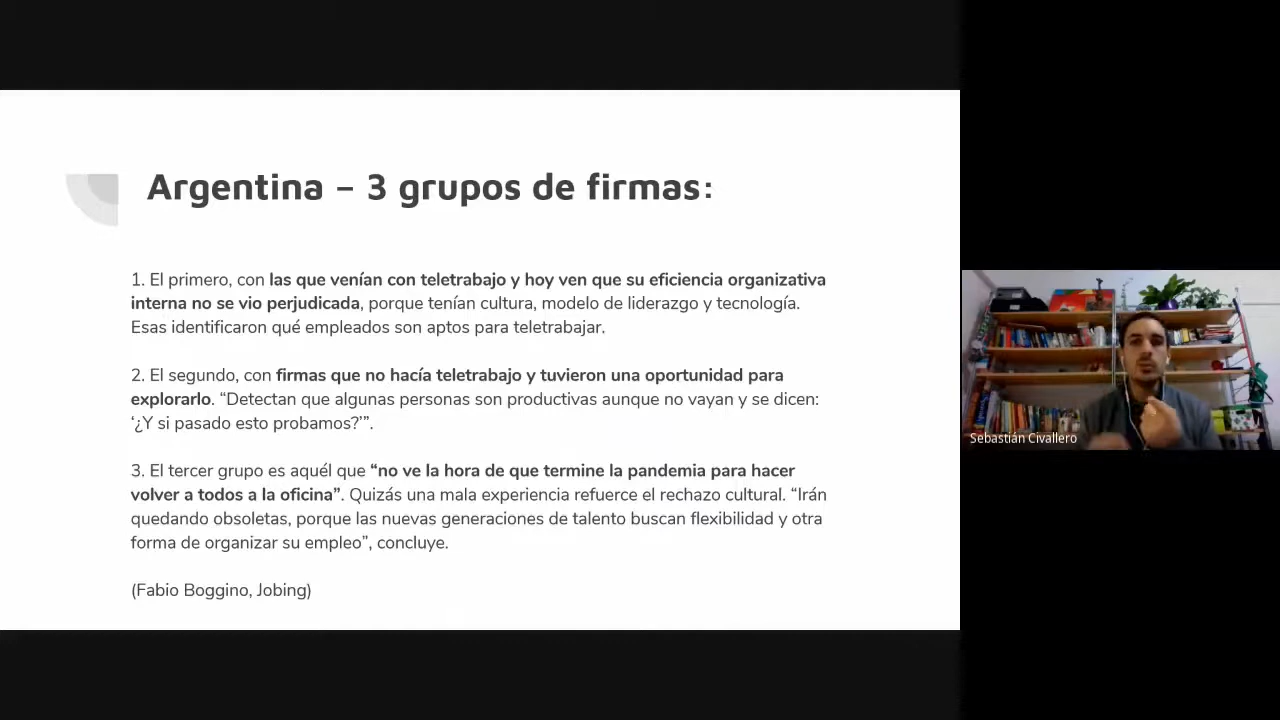 Argentina – 3 grupos de firmas:
1. El primero, con las que venían con teletrabajo y hoy ven que su eficiencia organizativa
interna no se vio perjudicada, porque tenían cultura, modelo de liderazgo y tecnología.
Esas identificaron qué empleados son aptos para teletrabajar.
2. El segundo, con firmas que no hacía teletrabajo y tuvieron una oportunidad para
explorarlo. “Detectan que algunas personas son productivas aunque no vayan y se dicen:
‘¿Y si pasado esto probamos?’”.
3. El tercer grupo es aquél que “no ve la hora de que termine la pandemia para hacer
volver a todos a la oficina”. Quizás una mala experiencia refuerce el rechazo cultural. “Irán
quedando obsoletas, porque las nuevas generaciones de talento buscan flexibilidad y otra
forma de organizar su empleo”, concluye.
(Fabio Boggino, Jobing)
Sebastián Civallero